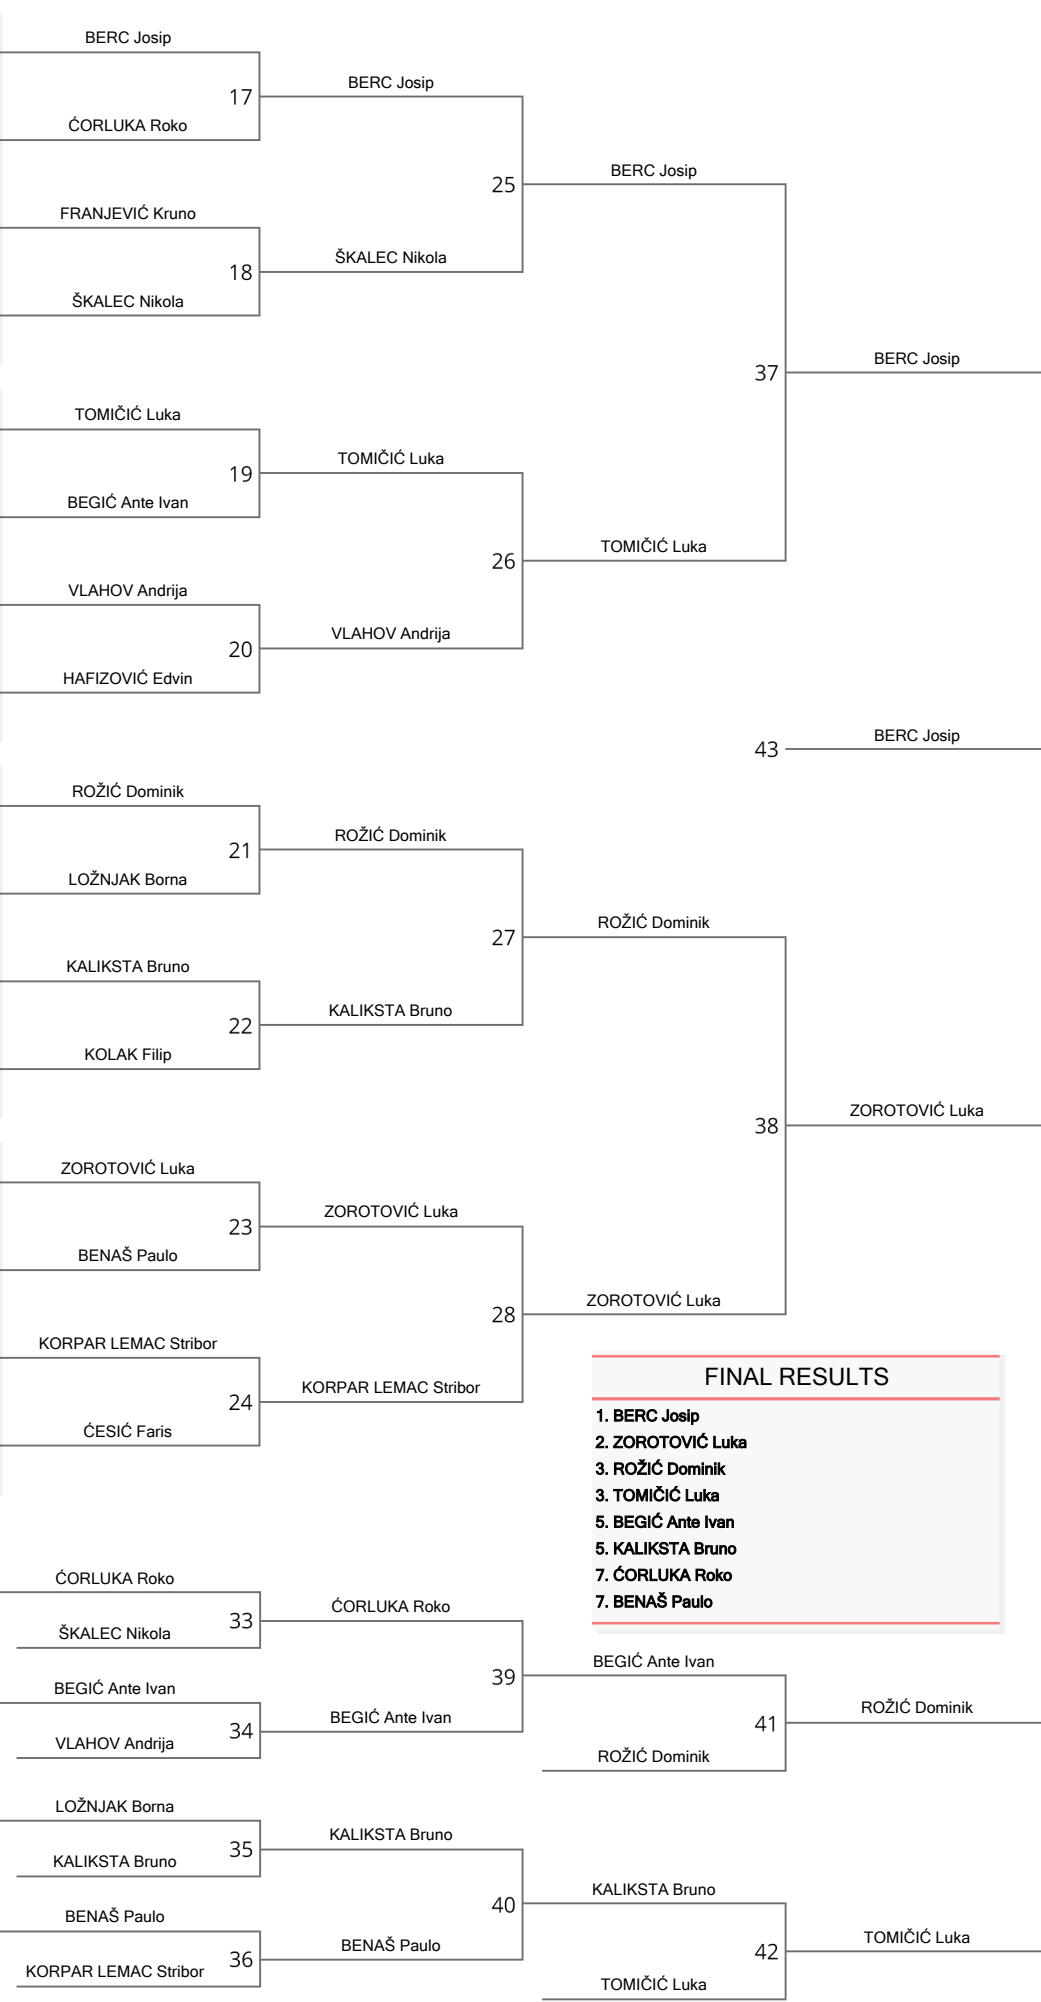 BERC Josip
17
BERC Josip
ĆORLUKA Roko
25
BERC Josip
FRANJEVIĆ Kruno
18
ŠKALEC Nikola
ŠKALEC Nikola
37
BERC Josip
TOMIČIĆ Luka
19
TOMIČIĆ Luka
BEGIĆ Ante Ivan
26
TOMIČIĆ Luka
VLAHOV Andrija
20
VLAHOV Andrija
HAFIZOVIĆ Edvin
43
BERC Josip
ROŽIĆ Dominik
21
ROŽIĆ Dominik
LOŽNJAK Borna
27
ROŽIĆ Dominik
KALIKSTA Bruno
22
KALIKSTA Bruno
KOLAK Filip
38
ZOROTOVIĆ Luka
ZOROTOVIĆ Luka
23
ZOROTOVIĆ Luka
BENAŠ Paulo
28
ZOROTOVIĆ Luka
KORPAR LEMAC Stribor
24
KORPAR LEMAC Stribor
ĆESIĆ Faris
FINAL RESULTS
1. BERC Josip
2. ZOROTOVIĆ Luka
3. ROŽIĆ Dominik
3. TOMIČIĆ Luka
5. BEGIĆ Ante Ivan
5. KALIKSTA Bruno
7. ĆORLUKA Roko
7. BENAŠ Paulo
ĆORLUKA Roko
33
ĆORLUKA Roko
ŠKALEC Nikola
39
BEGIĆ Ante Ivan
BEGIĆ Ante Ivan
34
BEGIĆ Ante Ivan
VLAHOV Andrija
41
ROŽIĆ Dominik
ROŽIĆ Dominik
LOŽNJAK Borna
35
KALIKSTA Bruno
KALIKSTA Bruno
40
KALIKSTA Bruno
BENAŠ Paulo
36
BENAŠ Paulo
KORPAR LEMAC Stribor
42
TOMIČIĆ Luka
TOMIČIĆ Luka